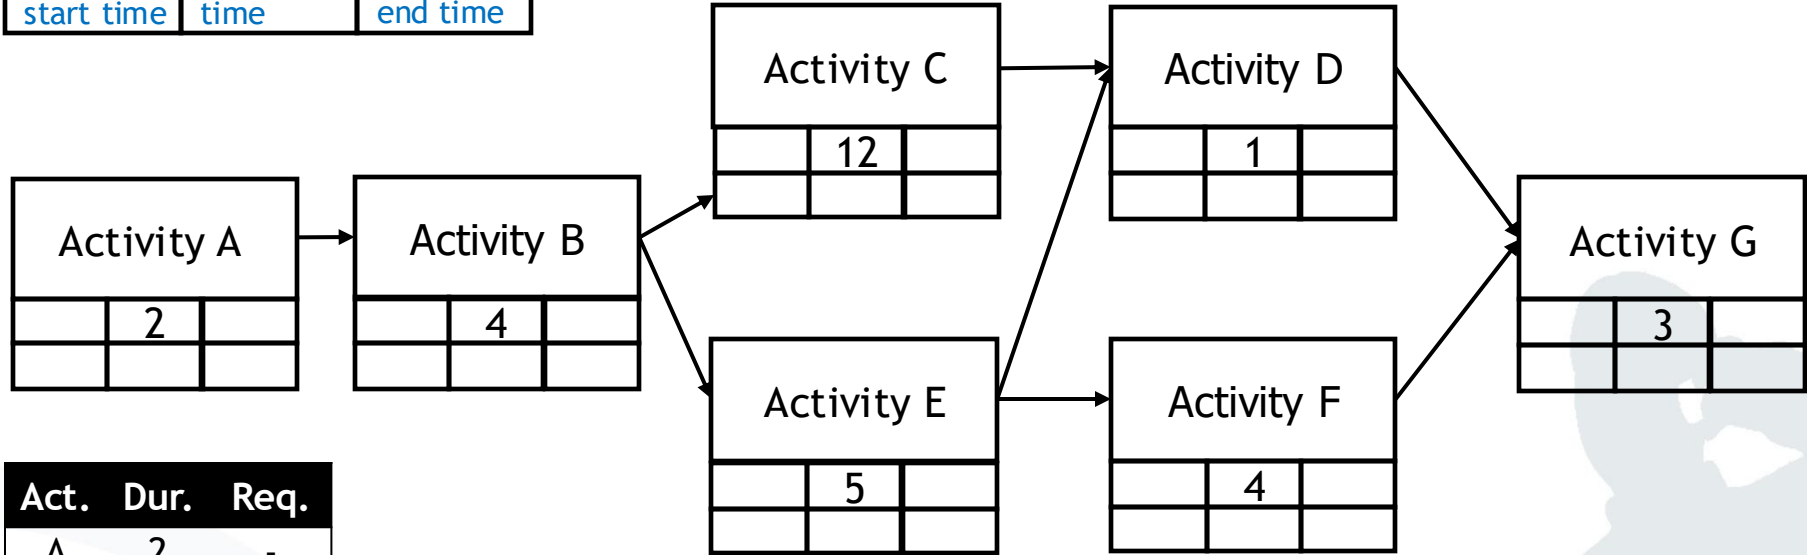 start time time end time
Activity C
12
Activity D
1
Activity A
2
Activity B
4
Activity G
3
Activity E
5
Activity F
4
Act. Dur. Req.
A 2 -